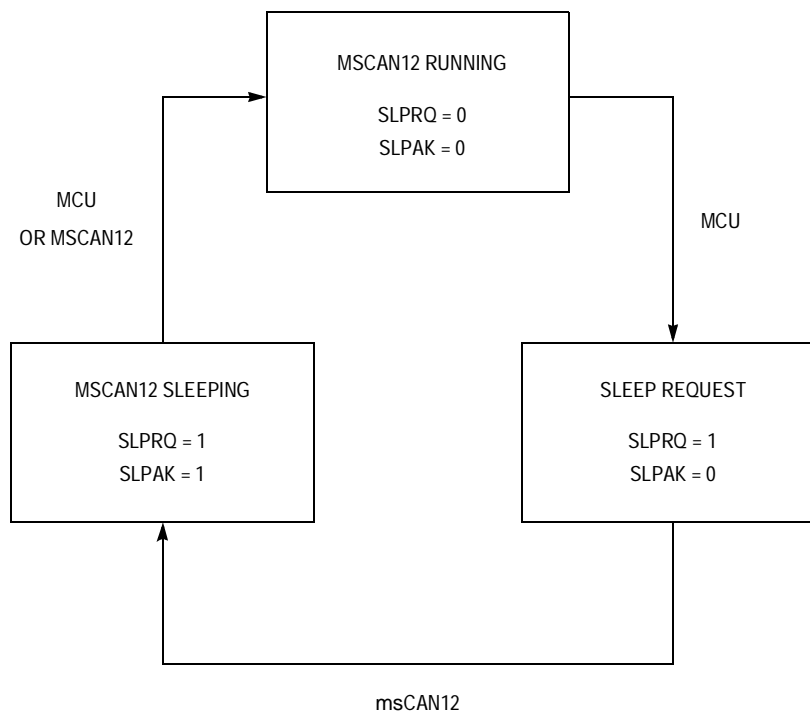 MSCAN12 RUNNING
SLPRQ = 0
SLPAK = 0
MCU
OR MSCAN12
MCU
MSCAN12 SLEEPING
SLPRQ = 1
SLPAK = 1
SLEEP REQUEST
SLPRQ = 1
SLPAK = 0
msCAN12